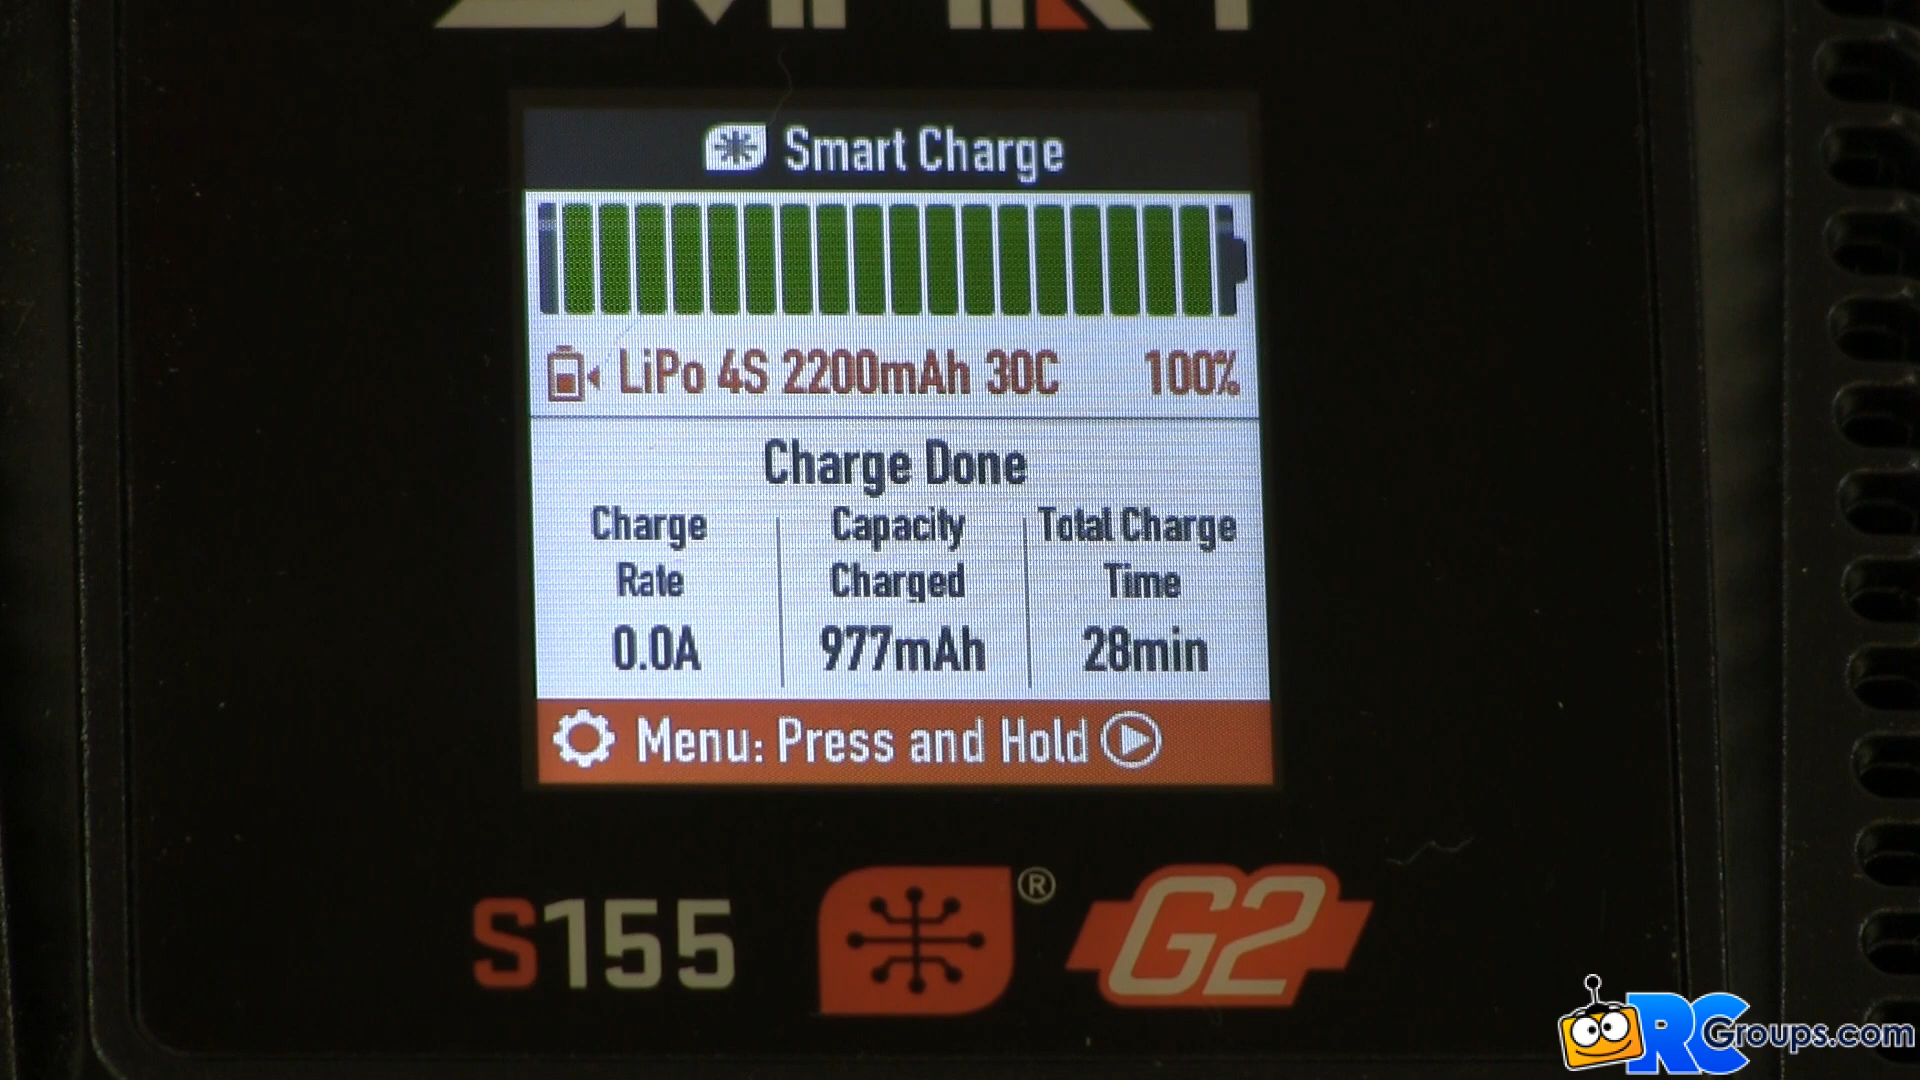 SMART
Smart Charge
LiPo 4S 2200mAh 30C 100%
Charge Done
Charge Rate
0.0A
Capacity Charged
977mAh
Total Charge Time
28min
Menu: Press and Hold
S155 ® G2
RCGroups.com